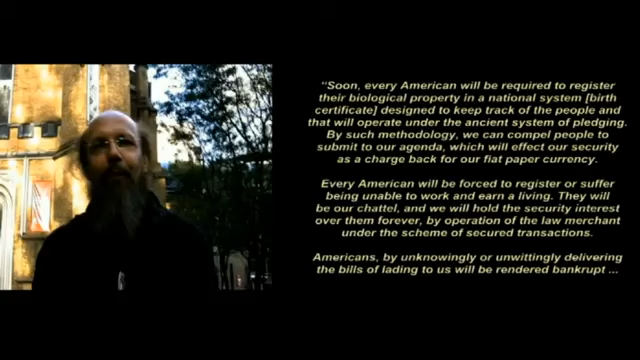 “Soon, every American will be required to register
their biological property in a national system [birth
certificate] designed to keep track of the people and
that will operate under the ancient system of pledging.
By such methodology, we can compel people to
submit to our agenda, which will effect our security
as a charge back for our fiat paper currency.
Every American will be forced to register or suffer
being unable to work and earn a living. They will
be our chattel, and we will hold the security interest
over them forever, by operation of the law merchant
under the scheme of secured transactions.
Americans, by unknowingly or unwittingly delivering
the bills of lading to us will be rendered bankrupt ...